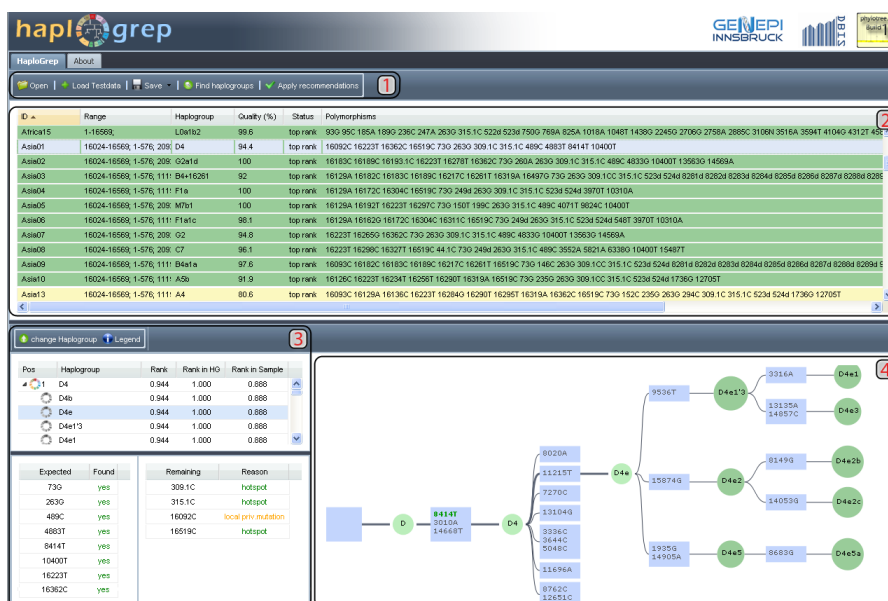 haplogrep
GENEPI
INNSBRUCK
DBIS
phylotree
Build 1
HaploGrep About
Open Load Testdata Save Find haplogroups Apply recommendations 1
2
ID Range Haplogroup Quality (%) Status Polymorphisms
Africa15 1-16569; L0a1b2 99.6 top rank 93G 95C 185A 189G 236C 247A 263G 315.1C 522d 523d 750G 769A 825A 1018A 1048T 1438G 2245G 2706G 2758A 2885C 3106N 3516A 3594T 4104G 4312T
Asia01 16024-16569; 1-576; 209 D4 94.4 top rank 16092C 16223T 16362C 16519C 73G 263G 309.1C 315.1C 489C 4883T 8414T 10400T
Asia02 16024-16569; 1-576; 209 G2a1d 100 top rank 16183C 16189C 16193.1C 16223T 16278T 16362C 73G 260A 263G 309.1C 315.1C 489C 4833G 10400T 13563G 14569A
Asia03 16024-16569; 1-576; 111 B4+16261 92 top rank 16129A 16182C 16183C 16189C 16217C 16261T 16319A 16497G 73G 263G 309.1CC 315.1C 523d 524d 8281d 8282d 8283d 8284d 8285d 8286d 8287d 8288d 8289
Asia04 16024-16569; 1-576; 111 F1a 100 top rank 16129A 16172C 16304C 16519C 73G 249d 263G 309.1C 315.1C 523d 524d 3970T 10310A
Asia05 16024-16569; 1-576; 209 M7b1 100 top rank 16129A 16192T 16223T 16297C 73G 150T 199C 263G 315.1C 489C 4071T 9824C 10400T
Asia06 16024-16569; 1-576; 111 F1a1c 98.1 top rank 16129A 16162G 16172C 16304C 16311C 16519C 73G 249d 263G 309.1C 315.1C 523d 524d 548T 3970T 10310A
Asia07 16024-16569; 1-576; 209 G2 94.8 top rank 16223T 16265G 16362C 73G 263G 309.1C 315.1C 489C 4833G 10400T 13563G 14569A
Asia08 16024-16569; 1-576; 209 C7 96.1 top rank 16223T 16298C 16327T 16519C 44.1C 73G 249d 263G 309.1C 315.1C 489C 3552A 5821A 6338G 10400T 15487T
Asia09 16024-16569; 1-576; 111 B4a1a 97.6 top rank 16093C 16182C 16183C 16189C 16217C 16261T 16519C 73G 146C 263G 309.1CC 315.1C 523d 524d 8281d 8282d 8283d 8284d 8285d 8286d 8287d 8288d 8289d
Asia10 16024-16569; 1-576; 111 A5b 91.9 top rank 16126C 16223T 16234T 16256T 16290T 16319A 16519C 73G 235G 263G 309.1CC 315.1C 523d 524d 1736G 12705T
Asia13 16024-16569; 1-576; 111 A4 80.6 top rank 16093C 16129A 16136C 16223T 16284G 16290T 16295T 16319A 16362C 16519C 73G 152C 235G 263G 294C 309.1C 315.1C 523d 524d 1736G 12705T
change Haplogroup Legend 3
Pos Haplogroup Rank Rank in HG Rank in Sample
1 D4 0.944 1.000 0.888
D4b 0.944 1.000 0.888
D4e 0.944 1.000 0.888
D4e1'3 0.944 1.000 0.888
D4e1 0.944 1.000 0.888
Expected Found
73G yes
263G yes
489C yes
4883T yes
8414T yes
10400T yes
16223T yes
16362C yes
Remaining Reason
309.1C hotspot
315.1C hotspot
16092C local priv mutation
16519C hotspot
4
D
8414T
3010A
14668T
D4
8020A
11215T
7270C
13104G
3336C
3644C
5048C
11696A
8762C
12651C
D4e
9536T
15874G
1935G
14905A
D4e1'3
D4e2
D4e5
3316A
13135A
14857C
8149G
14053G
8683G
D4e1
D4e3
D4e2b
D4e2c
D4e5a